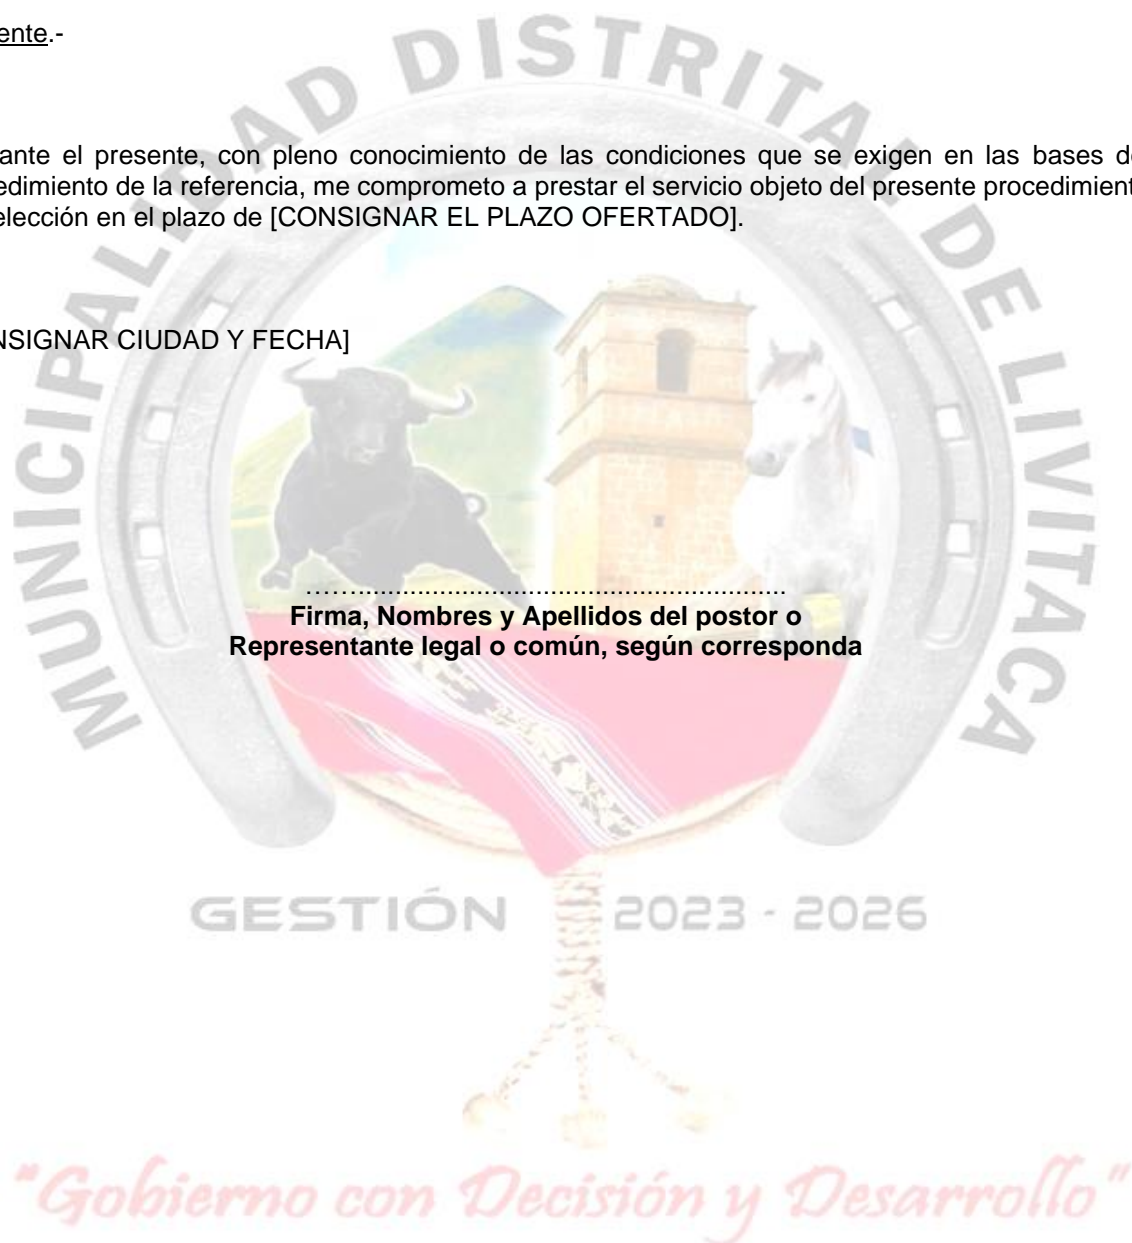 ente.-
ante el presente, con pleno conocimiento de las condiciones que se exigen en las bases de
edimiento de la referencia, me comprometo a prestar el servicio objeto del presente procedimient
elección en el plazo de [CONSIGNAR EL PLAZO OFERTADO].
NSIGNAR CIUDAD Y FECHA]
……..........................................................
Firma, Nombres y Apellidos del postor o
Representante legal o común, según corresponda
MUNICIPALIDAD DISTRITAL DE LIVITACA
GESTIÓN 2023 - 2026
"Gobierno con Decisión y Desarrollo"